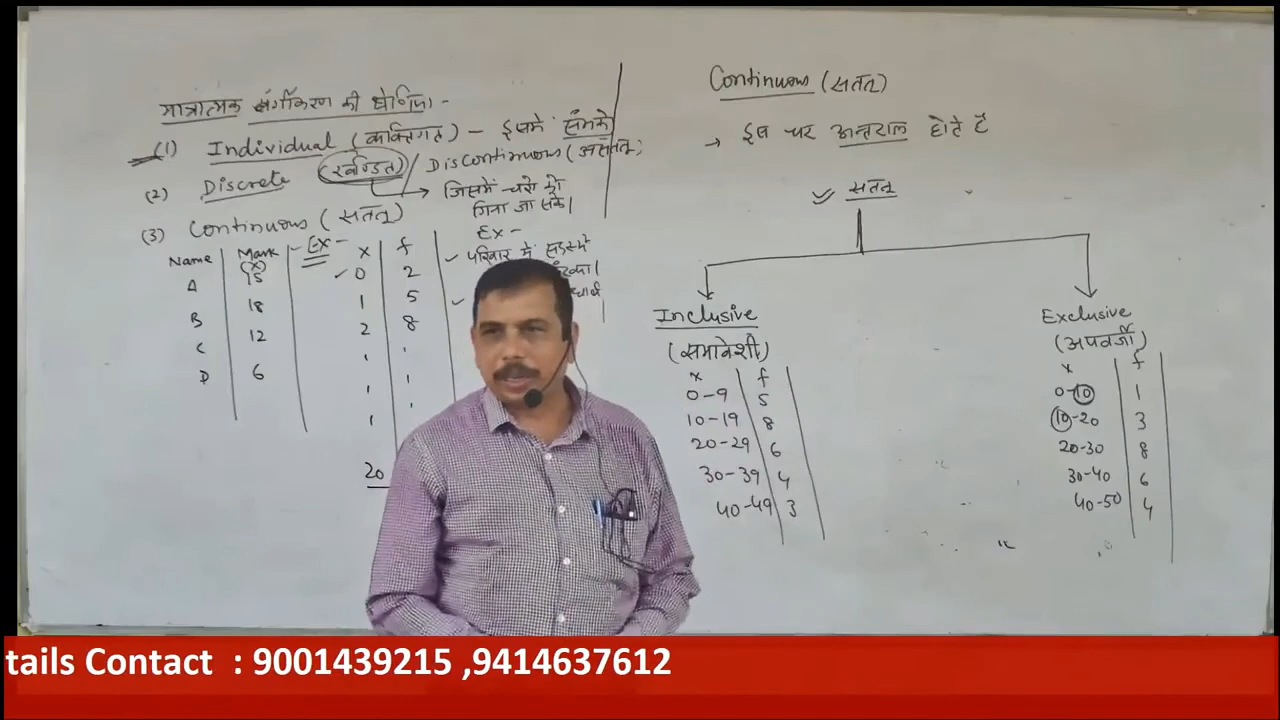 मात्रात्मक वर्गीकरण की श्रेणियां -
(1) Individual (व्यक्तिगत) - इसमें समंको
(2) Discrete (खण्डित) / Discontinuous (असतत्)
→ जिसमें चरो को
गिना जा सके।
Ex -
✓ परिवार में सदस्यों
(3) Continuous (सतत्)
Name | Mark (x)
A 15
B 18
C 12
D 6
Ex -
x | f
✓ 0 2
1 5
2 8
20
Continuous (सतत्)
→ इस पर अन्तराल होते है
✓ सतत्
Inclusive
(समावेशी)
x | f
0-9 5
10-19 8
20-29 6
30-39 4
40-49 3
Exclusive
(अपवर्जी)
x | f
0-10 1
10-20 3
20-30 8
30-40 6
40-50 4
tails Contact : 9001439215 ,9414637612